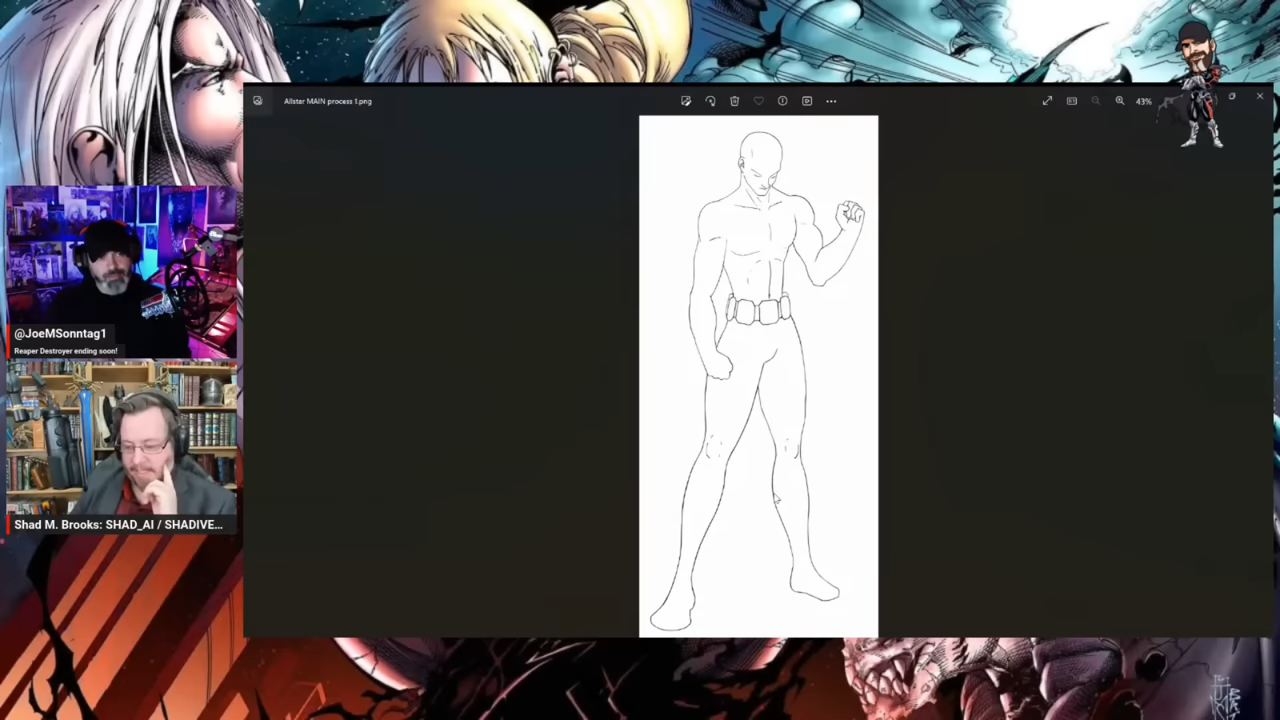 Allstar MAIN process 1.png
43%
@JoeMSonntag1
Reaper Destroyer ending soon!
Shad M. Brooks: SHAD_AI / SHADIVE...